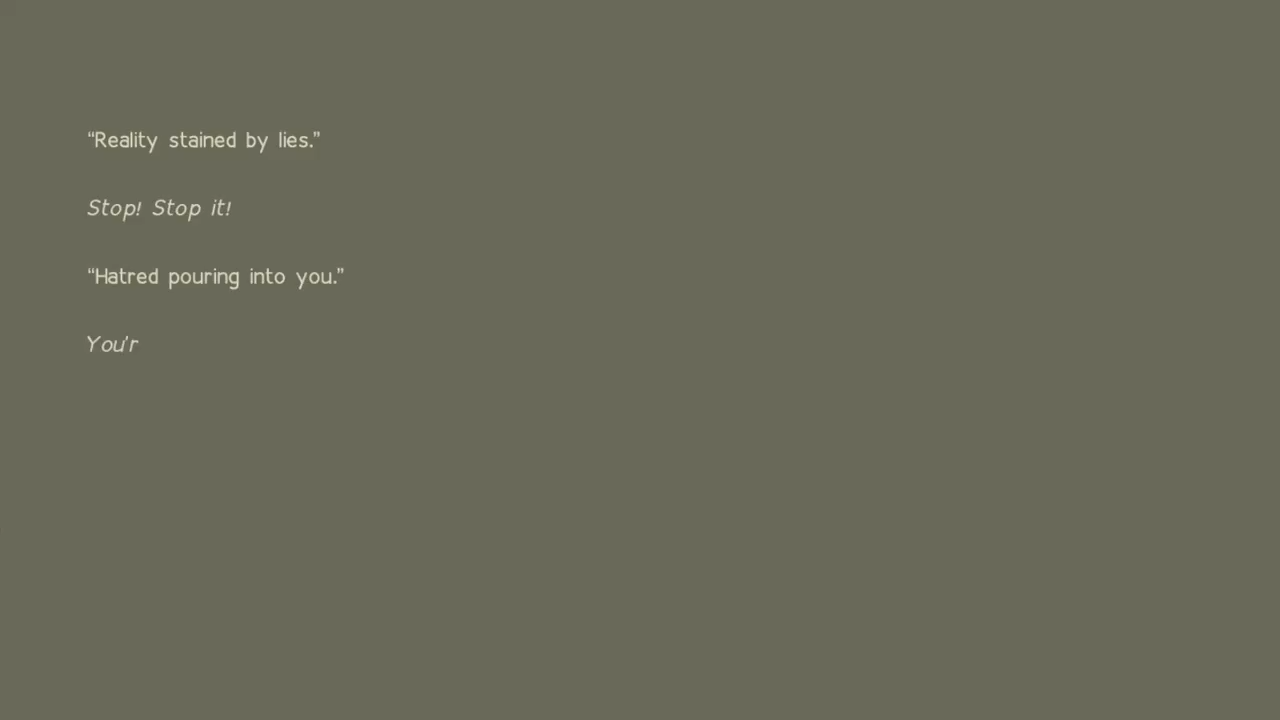 “Reality stained by lies.”
Stop! Stop it!
“Hatred pouring into you.”
You'r